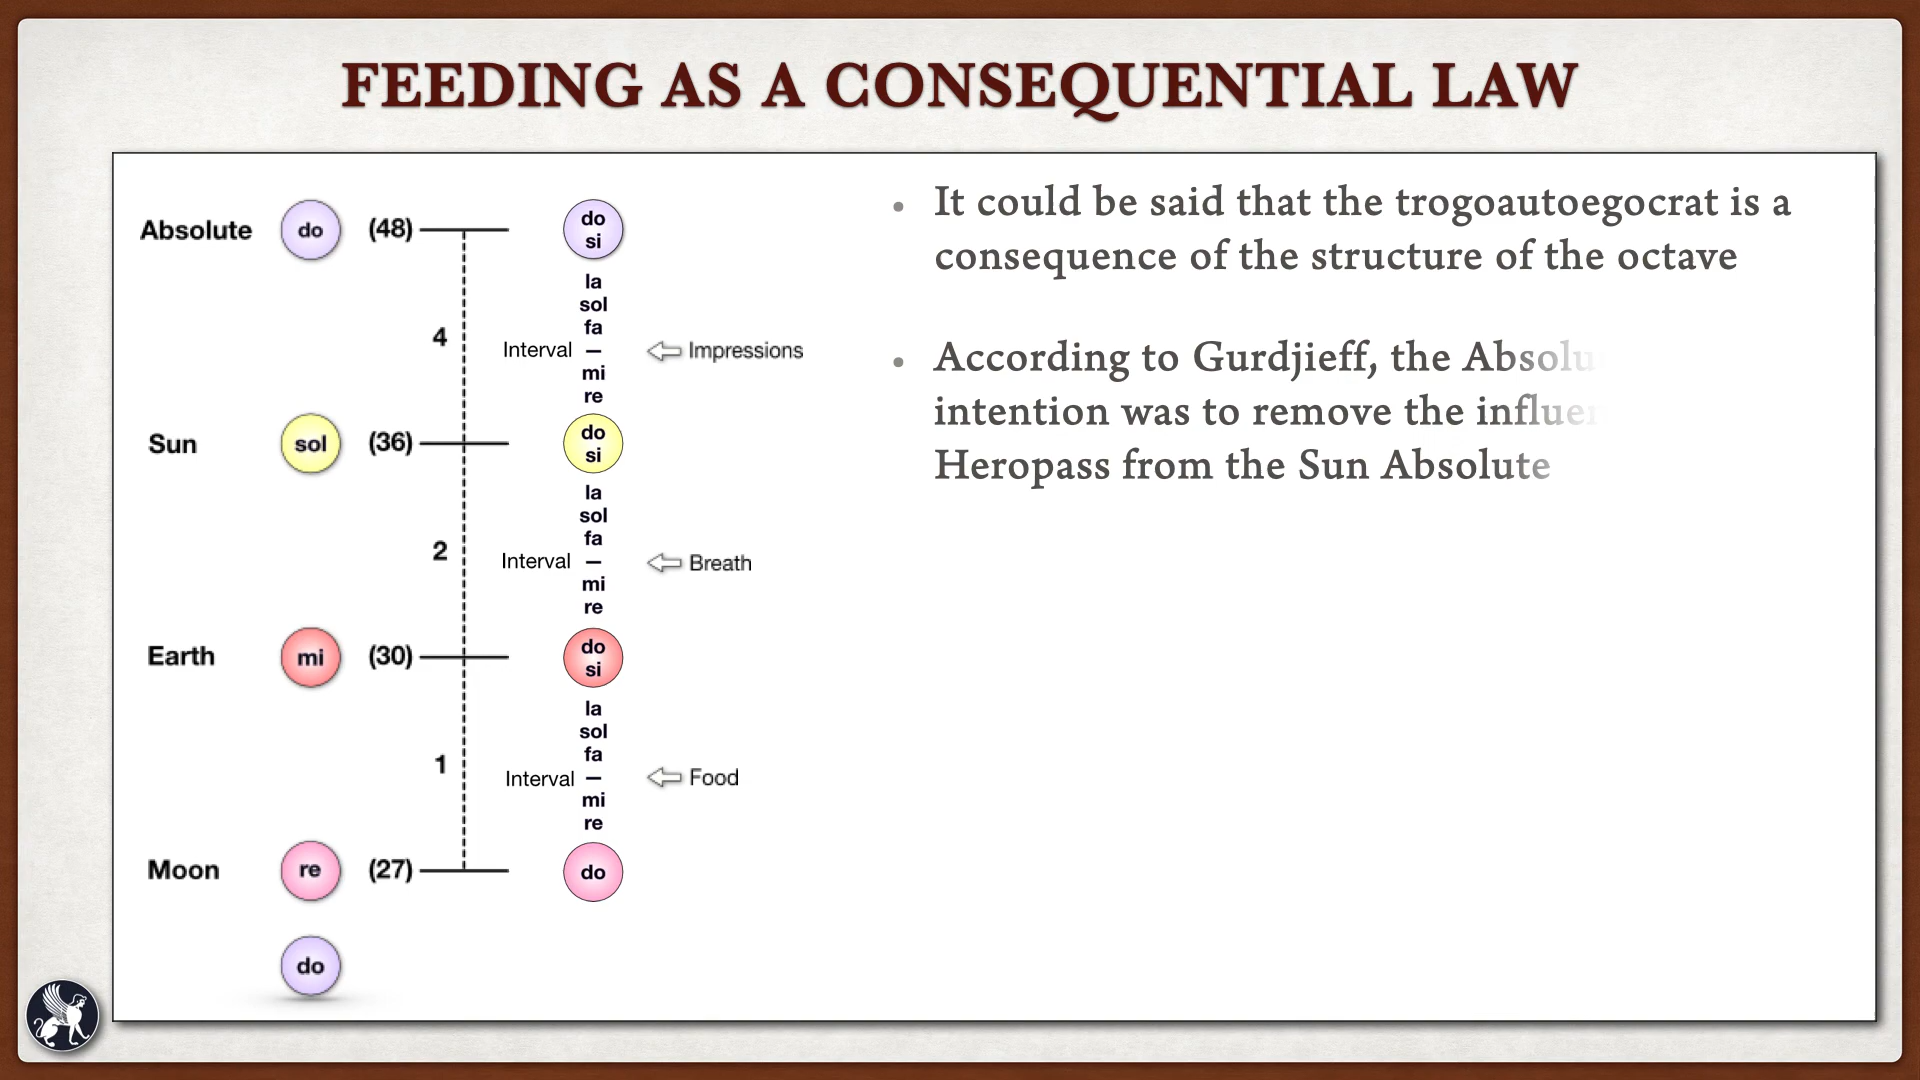 FEEDING AS A CONSEQUENTIAL LAW
Absolute do (48) do
si
la
sol
fa
4 Interval – Impressions
mi
re
Sun sol (36) do
si
la
sol
fa
2 Interval – Breath
mi
re
Earth mi (30) do
si
la
sol
fa
1 Interval – Food
mi
re
Moon re (27) do
do
• It could be said that the trogoautoegocrat is a
consequence of the structure of the octave
• According to Gurdjieff, the
intention was to remove the
Heropass from the Sun Absolute